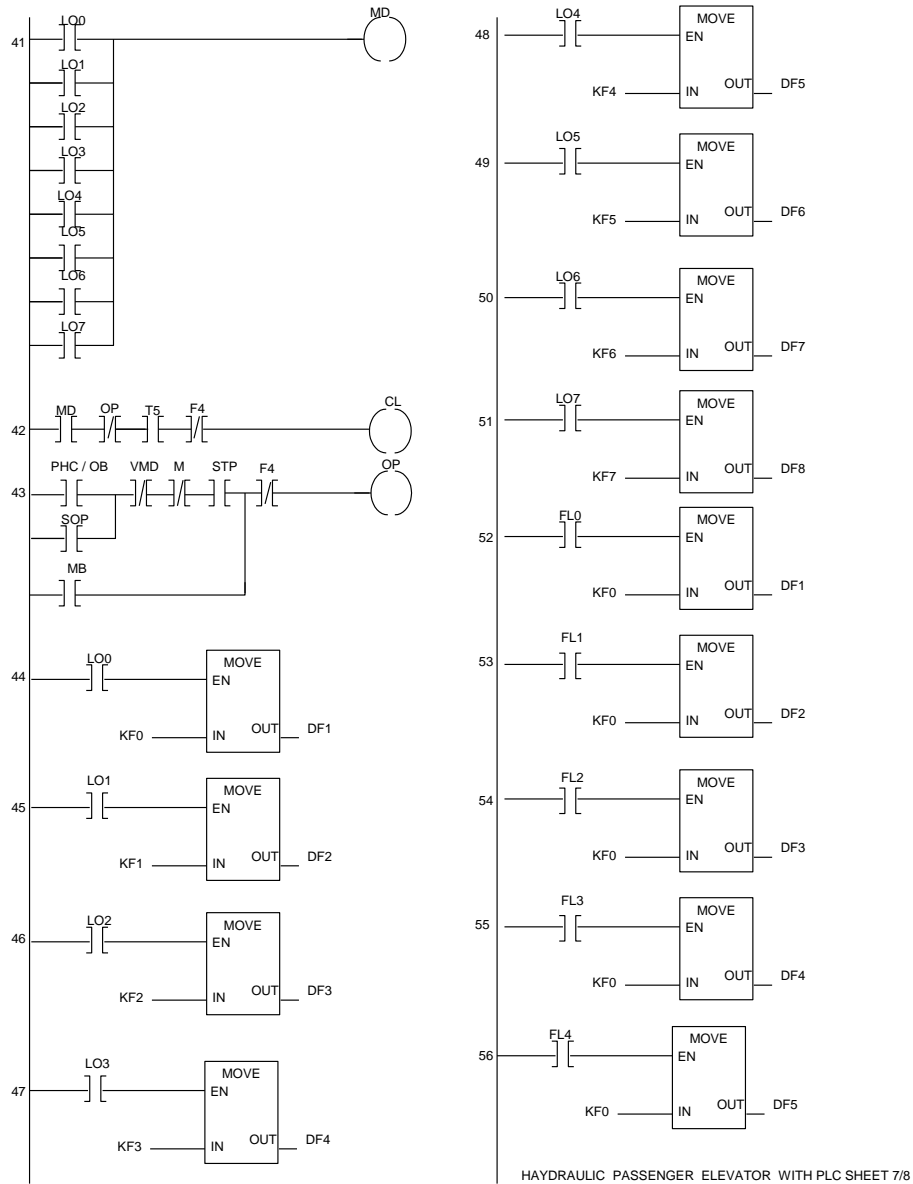 MD
41
LO0
LO1
LO2
LO3
LO4
LO5
LO6
LO7
CL
42
MD OP T5 F4
PHC / OB VMD M STP F4 OP
43
SOP
MB
44
LO0
MOVE
EN
KF0 IN OUT DF1
45
LO1
MOVE
EN
KF1 IN OUT DF2
46
LO2
MOVE
EN
KF2 IN OUT DF3
47
LO3
MOVE
EN
KF3 IN OUT DF4
48
LO4
MOVE
EN
KF4 IN OUT DF5
49
LO5
MOVE
EN
KF5 IN OUT DF6
50
LO6
MOVE
EN
KF6 IN OUT DF7
51
LO7
MOVE
EN
KF7 IN OUT DF8
52
FL0
MOVE
EN
KF0 IN OUT DF1
53
FL1
MOVE
EN
KF0 IN OUT DF2
54
FL2
MOVE
EN
KF0 IN OUT DF3
55
FL3
MOVE
EN
KF0 IN OUT DF4
56
FL4
MOVE
EN
KF0 IN OUT DF5
HAYDRAULIC PASSENGER ELEVATOR WITH PLC SHEET 7/8